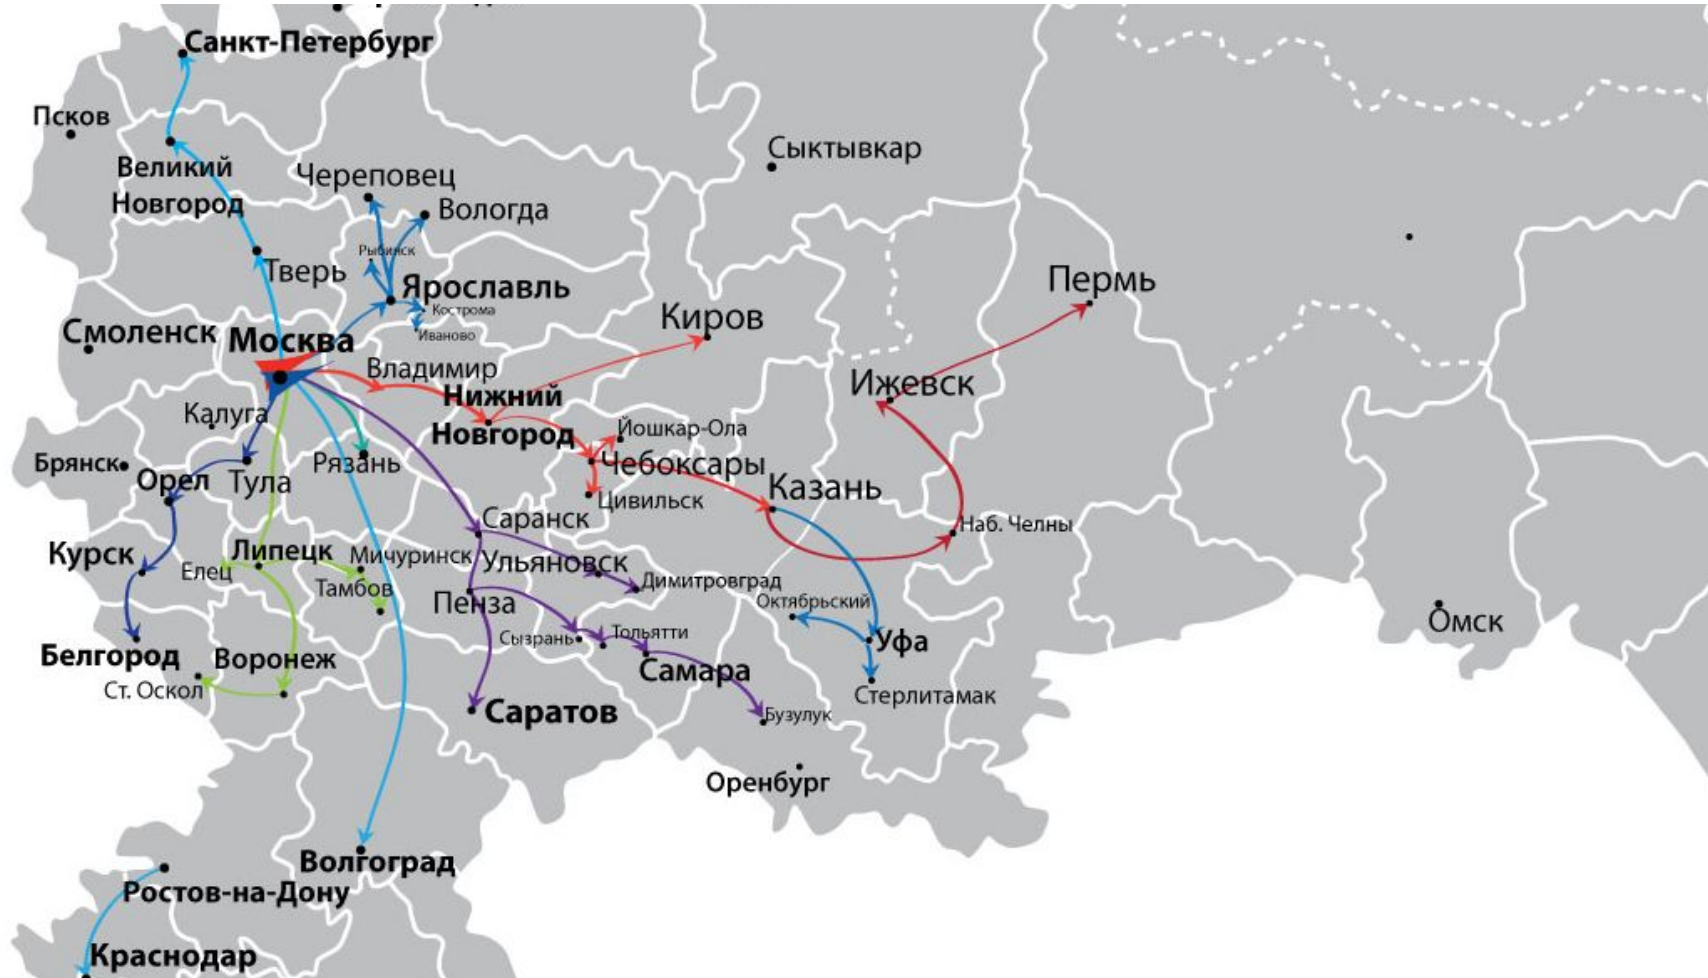 Санкт-Петербург
Псков
Сыктывкар
Великий
Новгород
Череповец
Вологда
Рыбинск
Тверь
Ярославль
Пермь
Кострома
Киров
Смоленск
Москва
Иваново
Владимир
Ижевск
Нижний
Новгород
Калуга
Йошкар-Ола
Брянск
Рязань
Чебоксары
Орел
Тула
Казань
Цивильск
Саранск
Наб. Челны
Курск
Липецк
Мичуринск
Ульяновск
Елец
Тамбов
Димитровград
Пенза
Октябрьский
Омск
Сызрань
Тольятти
Уфа
Белгород
Воронеж
Самара
Ст. Оскол
Стерлитамак
Саратов
Бузулук
Оренбург
Волгоград
Ростов-на-Дону
Краснодар